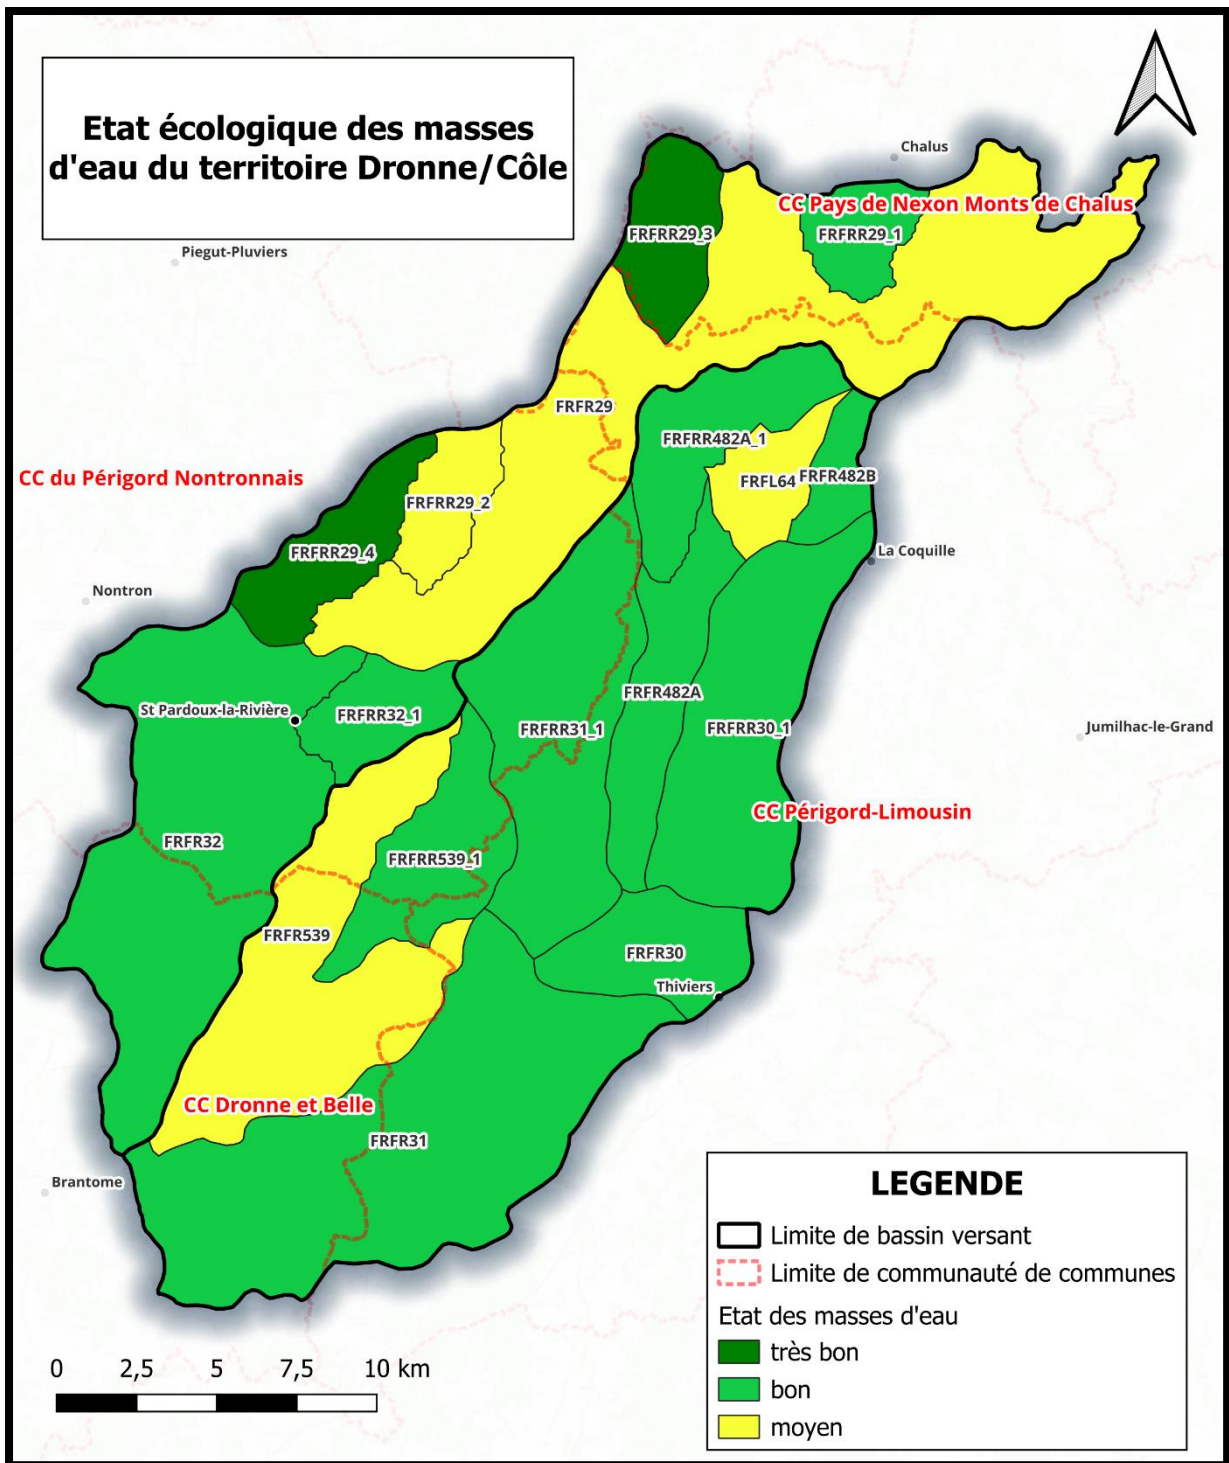 Etat écologique des masses
d'eau du territoire Dronne/Côle
Chalus
CC Pays de Nexon Monts de Chalus
FRFRR29_3
FRFRR29_1
Piegut-Pluviers
FRFR29
FRFRR482A_1
CC du Périgord Nontronnais
FRFL64
FRFR482B
FRFRR29_2
FRFRR29_4
La Coquille
Nontron
FRFR482A
St Pardoux-la-Rivière
FRFRR32_1
FRFRR31_1
FRFRR30_1
Jumilhac-le-Grand
CC Périgord-Limousin
FRFR32
FRFRR539_1
FRFR539
FRFR30
Thiviers
CC Dronne et Belle
FRFR31
Brantome
LEGENDE
Limite de bassin versant
Limite de communauté de communes
Etat des masses d'eau
très bon
bon
moyen
0 2,5 5 7,5 10 km